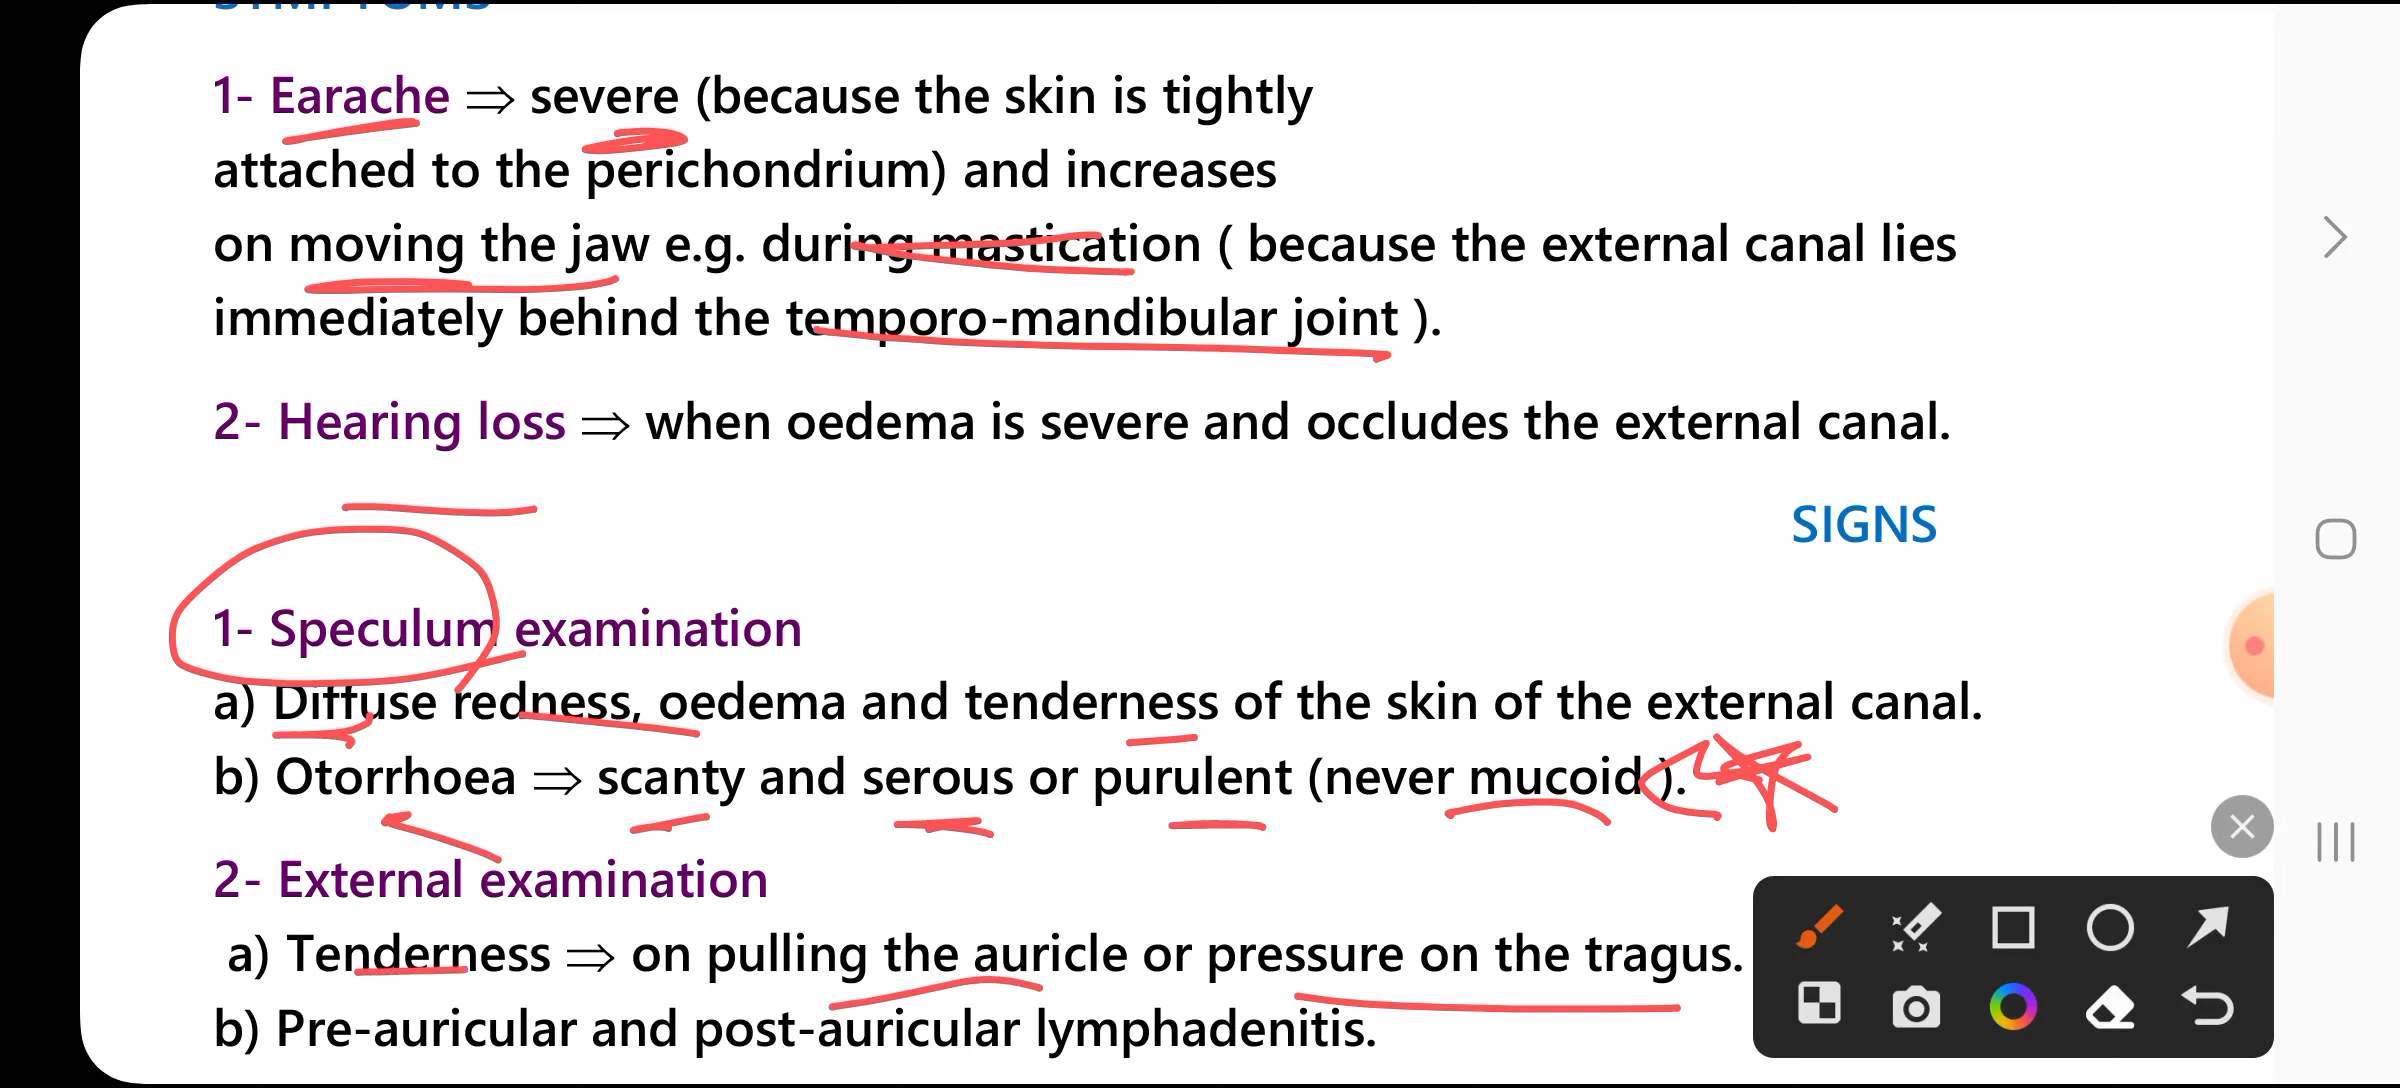 SYMPTOMS
1- Earache ⇒ severe (because the skin is tightly
attached to the perichondrium) and increases
on moving the jaw e.g. during mastication ( because the external canal lies
immediately behind the temporo-mandibular joint ).
2- Hearing loss ⇒ when oedema is severe and occludes the external canal.
SIGNS
1- Speculum examination
a) Diffuse redness, oedema and tenderness of the skin of the external canal.
b) Otorrhoea ⇒ scanty and serous or purulent (never mucoid ).
2- External examination
a) Tenderness ⇒ on pulling the auricle or pressure on the tragus.
b) Pre-auricular and post-auricular lymphadenitis.